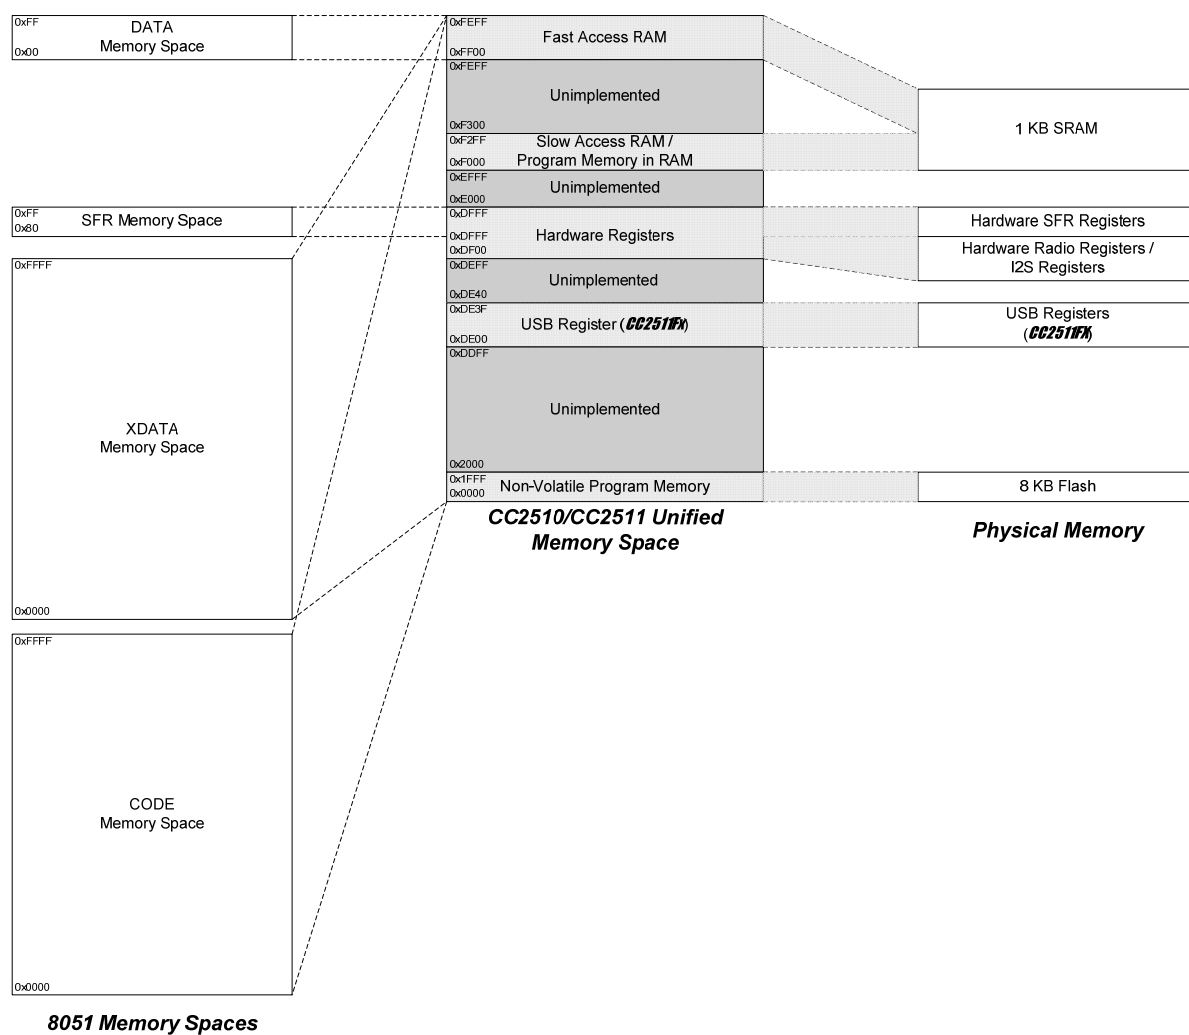 0xFF
DATA
Memory Space
0x00
0xFF
SFR Memory Space
0x80
0xFFFF
XDATA
Memory Space
0x0000
0xFFFF
CODE
Memory Space
0x0000
8051 Memory Spaces
0xFEFF
Fast Access RAM
0xFF00
0xFEFF
Unimplemented
0xF300
0xF2FF
Slow Access RAM /
Program Memory in RAM
0xF000
0xEFFF
Unimplemented
0xE000
0xDFFF
Hardware Registers
0xDFFF
0xDF00
0xDEFF
Unimplemented
0xDE40
0xDE3F
USB Register (CC2511Fx)
0xDE00
0xDDFF
Unimplemented
0x2000
0x1FFF
Non-Volatile Program Memory
0x0000
CC2510/CC2511 Unified
Memory Space
1 KB SRAM
Hardware SFR Registers
Hardware Radio Registers /
I2S Registers
USB Registers
(CC2511FX)
8 KB Flash
Physical Memory